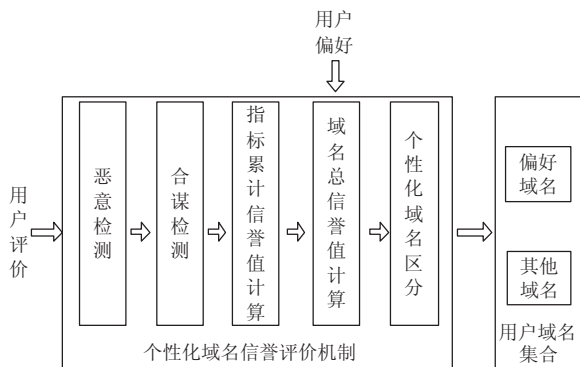 用户
偏好
用户评价
恶意检测
合谋检测
指标累计信誉值计算
域名总信誉值计算
个性化域名区分
偏好
域名
其他
域名
个性化域名信誉评价机制
用户域名
集合